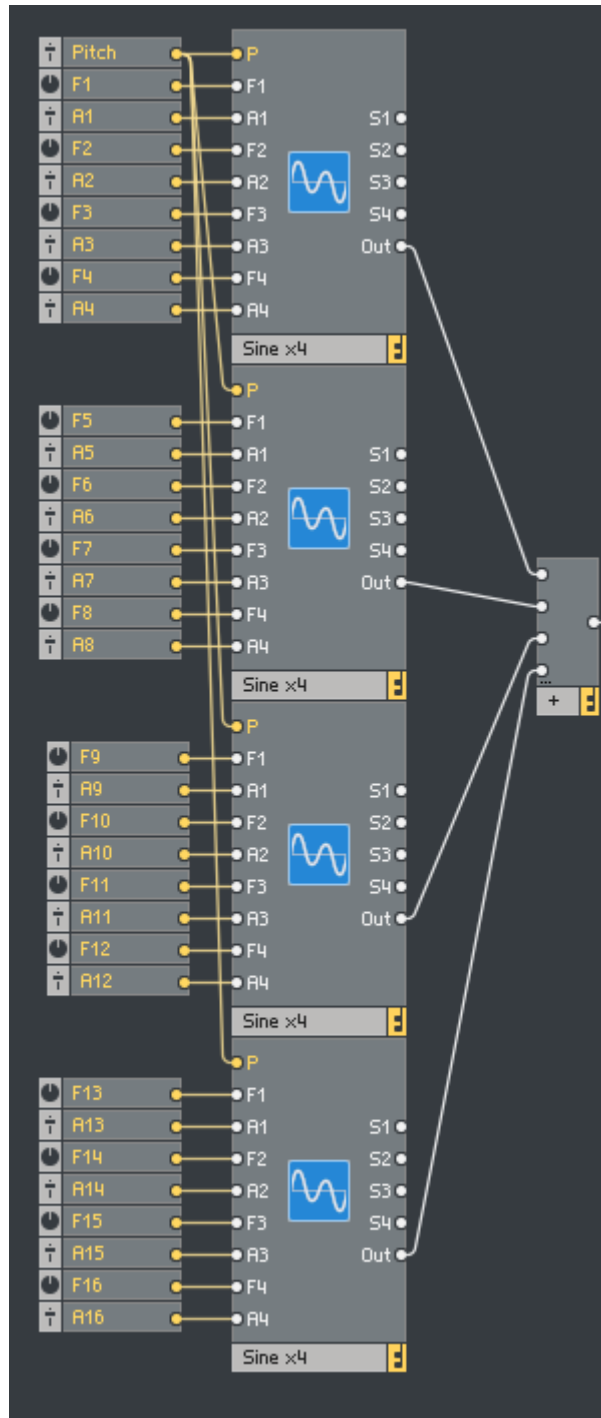 Pitch P
F1 F1
A1 A1 S1
F2 F2 S2
A2 A2 S3
F3 F3 S4
A3 A3 Out
F4 F4
A4 A4
Sine x4
P
F5 F1
A5 A1 S1
F6 F2 S2
A6 A2 S3
F7 F3 S4
A7 A3 Out
F8 F4
A8 A4
...
Sine x4 +
P
F9 F1
A9 A1 S1
F10 F2 S2
A10 A2 S3
F11 F3 S4
A11 A3 Out
F12 F4
A12 A4
Sine x4
P
F13 F1
A13 A1 S1
F14 F2 S2
A14 A2 S3
F15 F3 S4
A15 A3 Out
F16 F4
A16 A4
Sine x4